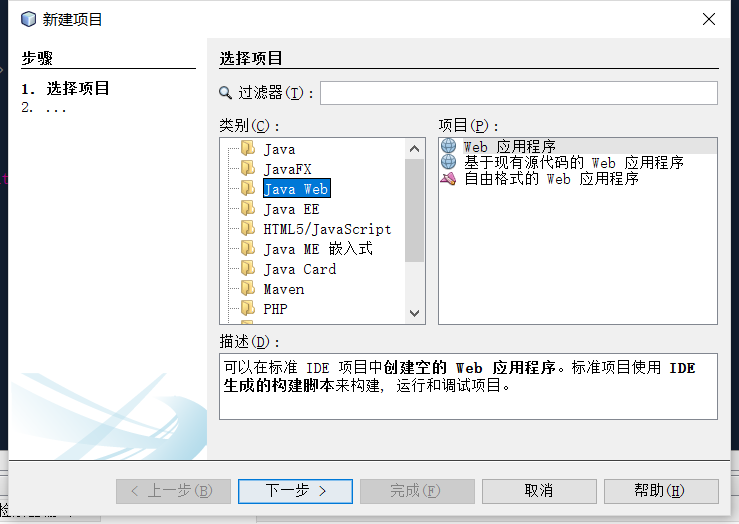 新建项目
步骤
1. 选择项目
2. ...
选择项目
过滤器(T):
类别(C):
Java
JavaFX
Java Web
Java EE
HTML5/JavaScript
Java ME 嵌入式
Java Card
Maven
PHP
项目(P):
Web 应用程序
基于现有源代码的 Web 应用程序
自由格式的 Web 应用程序
描述(D):
可以在标准 IDE 项目中创建空的 Web 应用程序。标准项目使用 IDE
生成的构建脚本来构建, 运行和调试项目。
< 上一步(B)
下一步 >
完成(F)
取消
帮助(H)